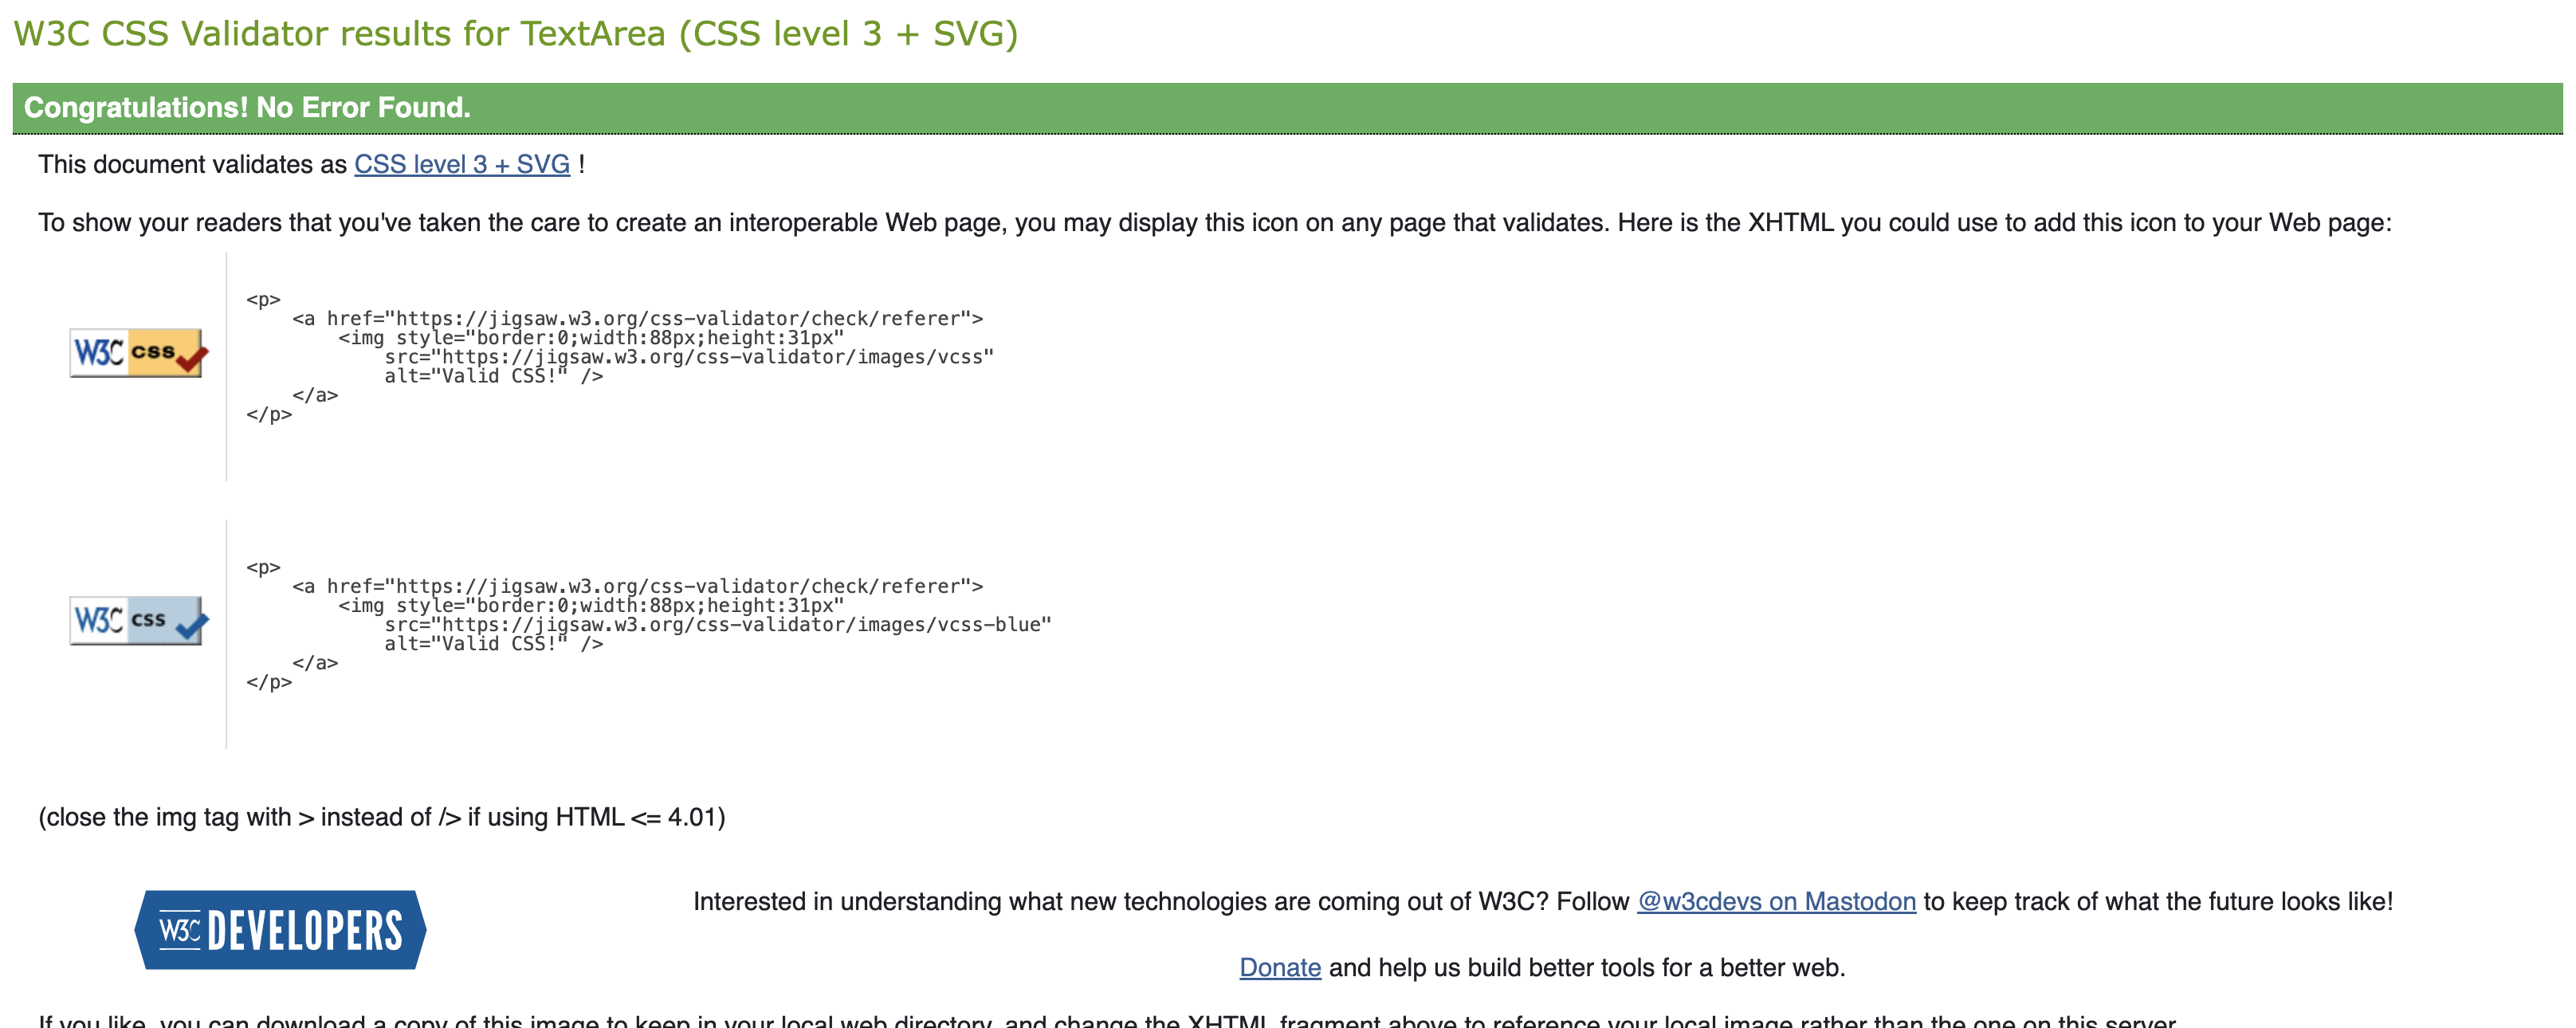 W3C CSS Validator results for TextArea (CSS level 3 + SVG)
Congratulations! No Error Found.
This document validates as CSS level 3 + SVG !
To show your readers that you've taken the care to create an interoperable Web page, you may display this icon on any page that validates. Here is the XHTML you could use to add this icon to your Web page:
W3C css
<p>
    <a href="https://jigsaw.w3.org/css-validator/check/referer">
        <img style="border:0;width:88px;height:31px"
            src="https://jigsaw.w3.org/css-validator/images/vcss"
            alt="Valid CSS!" />
    </a>
</p>
W3C css
<p>
    <a href="https://jigsaw.w3.org/css-validator/check/referer">
        <img style="border:0;width:88px;height:31px"
            src="https://jigsaw.w3.org/css-validator/images/vcss-blue"
            alt="Valid CSS!" />
    </a>
</p>
(close the img tag with > instead of /> if using HTML <= 4.01)
W3C DEVELOPERS
Interested in understanding what new technologies are coming out of W3C? Follow @w3cdevs on Mastodon to keep track of what the future looks like!
Donate and help us build better tools for a better web.
If you like, you can download a copy of this image to keep in your local web directory, and change the XHTML fragment above to reference your local image rather than the one on this server.